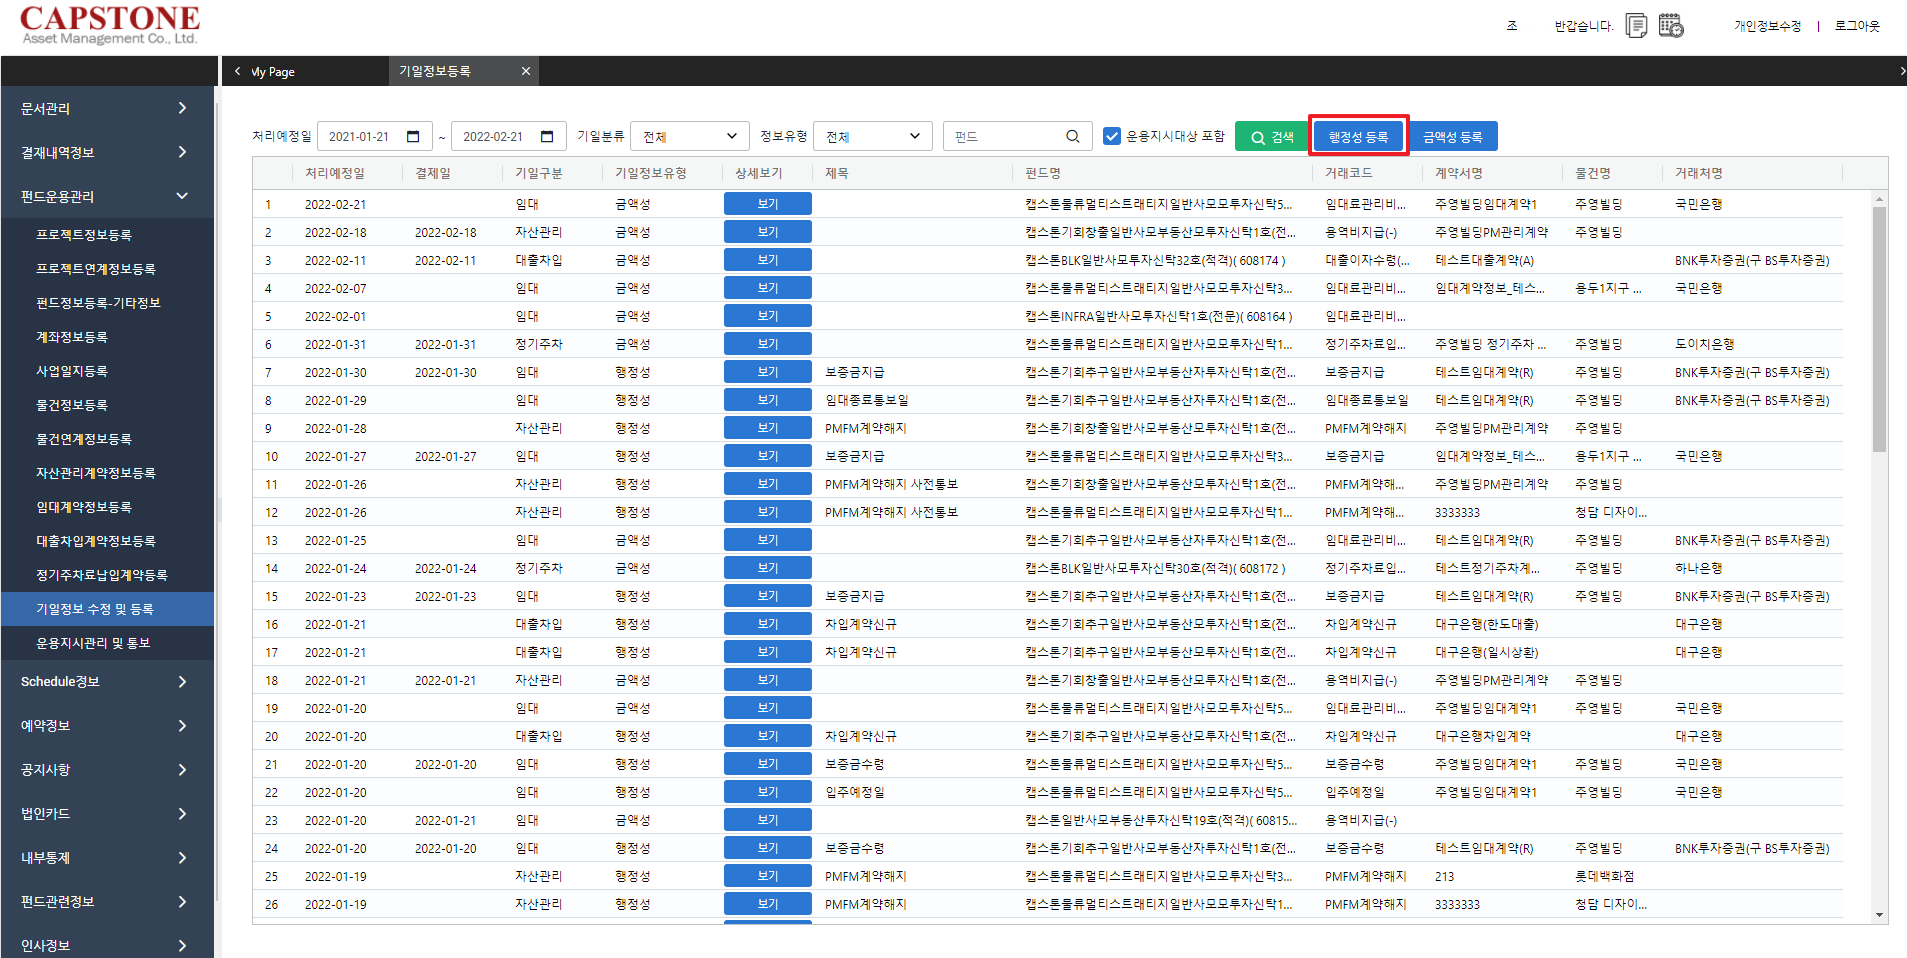 CAPSTONE
Asset Management Co., Ltd.
조 반갑습니다. 개인정보수정 | 로그아웃
My Page 기일정보등록
문서관리
결재내역정보
펀드운용관리
프로젝트정보등록
프로젝트연계정보등록
펀드정보등록-기타정보
계좌정보등록
사업일지등록
물건정보등록
물건연계정보등록
자산관리계약정보등록
임대계약정보등록
대출차입계약정보등록
정기주차료납입계약등록
기일정보 수정 및 등록
운용지시관리 및 통보
Schedule정보
예약정보
공지사항
법인카드
내부통제
펀드관련정보
인사정보
처리예정일 2021-01-21 ~ 2022-02-21 기일분류 전체 정보유형 전체 펀드 운용지시대상 포함 검색 행정성 등록 금액성 등록
처리예정일 결제일 기일구분 기일정보유형 상세보기 제목 펀드명 거래코드 계약서명 물건명 거래처명
1 2022-02-21 임대 금액성 보기 캡스톤물류멀티스트래티지일반사모모투자신탁5... 임대료관리비... 주영빌딩임대계약1 주영빌딩 국민은행
2 2022-02-18 2022-02-18 자산관리 금액성 보기 캡스톤기회창출일반사모부동산모투자신탁1호(전... 용역비지급(-) 주영빌딩PM관리계약 주영빌딩
3 2022-02-11 2022-02-11 대출차입 금액성 보기 캡스톤BLK일반사모투자신탁32호(적격)( 608174 ) 대출이자수령(... 테스트대출계약(A) BNK투자증권(구 BS투자증권)
4 2022-02-07 임대 금액성 보기 캡스톤물류멀티스트래티지일반사모모투자신탁3... 임대료관리비... 임대계약정보_테스... 용두1지구 ... 국민은행
5 2022-02-01 임대 금액성 보기 캡스톤INFRA일반사모투자신탁1호(전문)( 608164 ) 임대료관리비...
6 2022-01-31 2022-01-31 정기주차 금액성 보기 캡스톤물류멀티스트래티지일반사모모투자신탁1... 정기주차료입... 주영빌딩 정기주차 ... 주영빌딩 도이치은행
7 2022-01-30 2022-01-30 임대 행정성 보기 보증금지급 캡스톤기회추구일반사모부동산자투자신탁1호(전... 보증금지급 테스트임대계약(R) 주영빌딩 BNK투자증권(구 BS투자증권)
8 2022-01-29 임대 행정성 보기 임대종료통보일 캡스톤기회추구일반사모부동산자투자신탁1호(전... 임대종료통보일 테스트임대계약(R) 주영빌딩 BNK투자증권(구 BS투자증권)
9 2022-01-28 자산관리 행정성 보기 PMFM계약해지 캡스톤기회창출일반사모부동산모투자신탁1호(전... PMFM계약해지 주영빌딩PM관리계약 주영빌딩
10 2022-01-27 2022-01-27 임대 행정성 보기 보증금지급 캡스톤물류멀티스트래티지일반사모모투자신탁3... 보증금지급 임대계약정보_테스... 용두1지구 ... 국민은행
11 2022-01-26 자산관리 행정성 보기 PMFM계약해지 사전통보 캡스톤기회창출일반사모부동산모투자신탁1호(전... PMFM계약해... 주영빌딩PM관리계약 주영빌딩
12 2022-01-26 자산관리 행정성 보기 PMFM계약해지 사전통보 캡스톤물류멀티스트래티지일반사모모투자신탁1... PMFM계약해... 3333333 청담 디자이...
13 2022-01-25 임대 금액성 보기 캡스톤기회추구일반사모부동산자투자신탁1호(전... 임대료관리비... 테스트임대계약(R) 주영빌딩 BNK투자증권(구 BS투자증권)
14 2022-01-24 2022-01-24 정기주차 금액성 보기 캡스톤BLK일반사모투자신탁30호(적격)( 608172 ) 정기주차료입... 테스트정기주차계... 주영빌딩 하나은행
15 2022-01-23 2022-01-23 임대 행정성 보기 보증금지급 캡스톤기회추구일반사모부동산자투자신탁1호(전... 보증금지급 테스트임대계약(R) 주영빌딩 BNK투자증권(구 BS투자증권)
16 2022-01-21 대출차입 행정성 보기 차입계약신규 캡스톤기회추구일반사모부동산모투자신탁1호(전... 차입계약신규 대구은행(한도대출) 대구은행
17 2022-01-21 대출차입 행정성 보기 차입계약신규 캡스톤기회추구일반사모부동산모투자신탁1호(전... 차입계약신규 대구은행(일시상환) 대구은행
18 2022-01-21 2022-01-21 자산관리 금액성 보기 캡스톤기회창출일반사모부동산모투자신탁1호(전... 용역비지급(-) 주영빌딩PM관리계약 주영빌딩
19 2022-01-20 임대 금액성 보기 캡스톤물류멀티스트래티지일반사모모투자신탁5... 임대료관리비... 주영빌딩임대계약1 주영빌딩 국민은행
20 2022-01-20 대출차입 행정성 보기 차입계약신규 캡스톤기회추구일반사모부동산모투자신탁1호(전... 차입계약신규 대구은행차입계약 대구은행
21 2022-01-20 2022-01-20 임대 행정성 보기 보증금수령 캡스톤물류멀티스트래티지일반사모모투자신탁5... 보증금수령 주영빌딩임대계약1 주영빌딩 국민은행
22 2022-01-20 임대 행정성 보기 입주예정일 캡스톤물류멀티스트래티지일반사모모투자신탁5... 입주예정일 주영빌딩임대계약1 주영빌딩 국민은행
23 2022-01-20 2022-01-21 임대 금액성 보기 캡스톤일반사모부동산투자신탁19호(적격)( 60815... 용역비지급(-)
24 2022-01-20 2022-01-20 임대 행정성 보기 보증금수령 캡스톤기회추구일반사모부동산자투자신탁1호(전... 보증금수령 테스트임대계약(R) 주영빌딩 BNK투자증권(구 BS투자증권)
25 2022-01-19 자산관리 행정성 보기 PMFM계약해지 캡스톤물류멀티스트래티지일반사모모투자신탁3... PMFM계약해지 213 롯데백화점
26 2022-01-19 자산관리 행정성 보기 PMFM계약해지 캡스톤물류멀티스트래티지일반사모모투자신탁1... PMFM계약해지 3333333 청담 디자이...